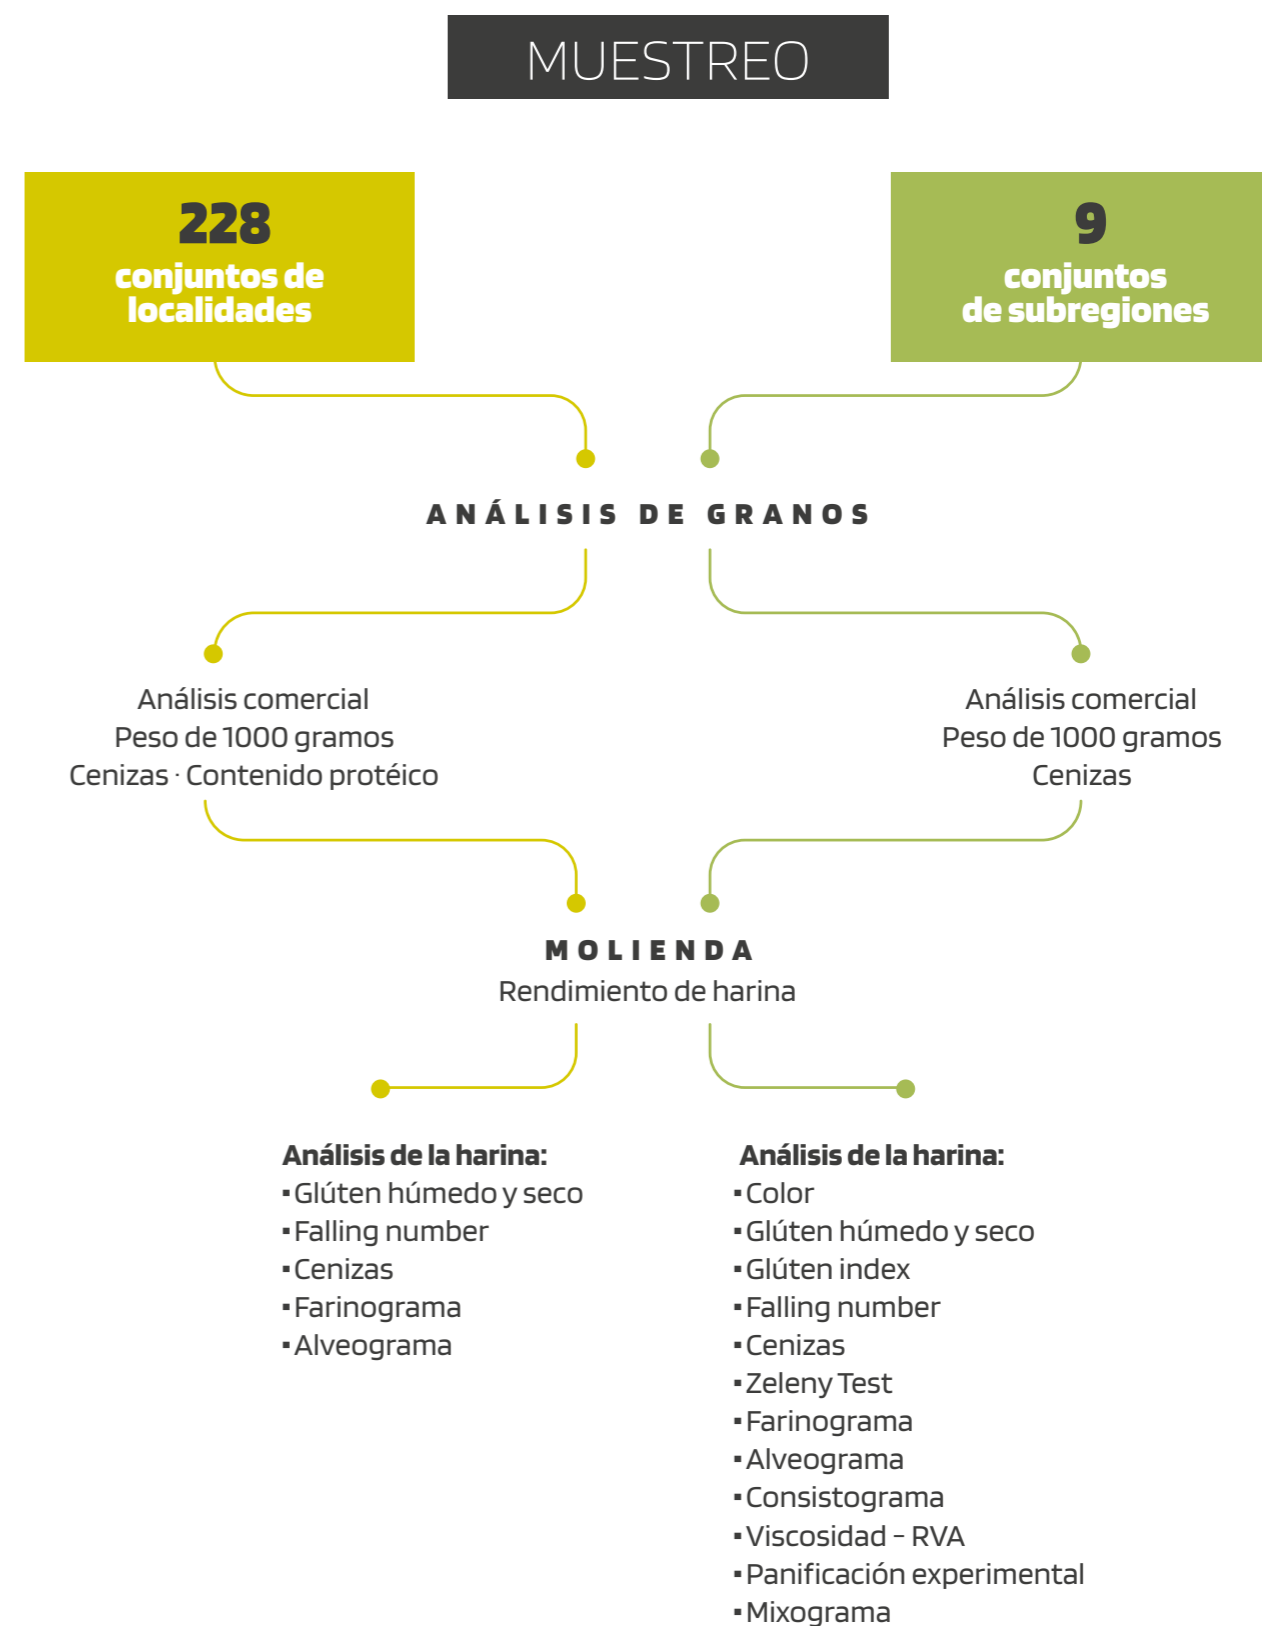 MUESTREO
228
conjuntos de
localidades
9
conjuntos
de subregiones
ANÁLISIS DE GRANOS
Análisis comercial
Peso de 1000 gramos
Cenizas · Contenido protéico
Análisis comercial
Peso de 1000 gramos
Cenizas
MOLIENDA
Rendimiento de harina
Análisis de la harina:
▪Glúten húmedo y seco
▪Falling number
▪Cenizas
▪Farinograma
▪Alveograma
Análisis de la harina:
▪Color
▪Glúten húmedo y seco
▪Glúten index
▪Falling number
▪Cenizas
▪Zeleny Test
▪Farinograma
▪Alveograma
▪Consistograma
▪Viscosidad - RVA
▪Panificación experimental
▪Mixograma